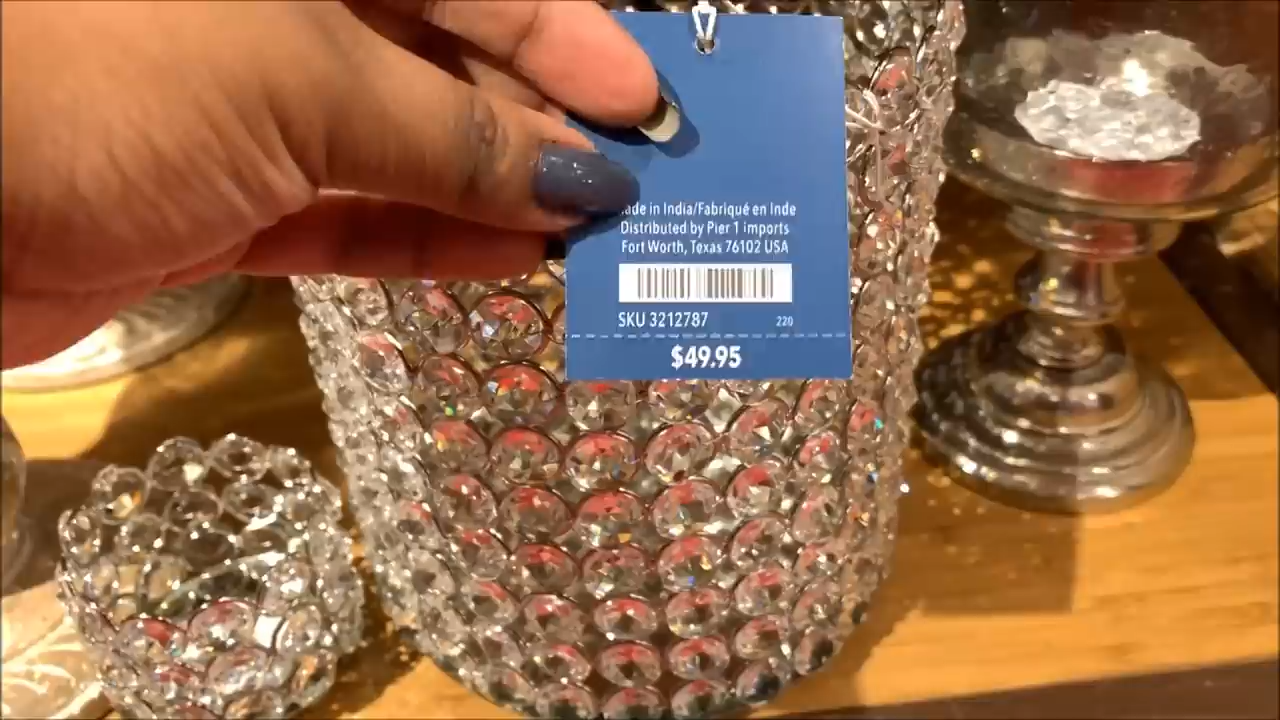 in India/Fabriqué en Inde
Distributed by Pier 1 imports
Fort Worth, Texas 76102 USA
SKU 3212787
220
$49.95